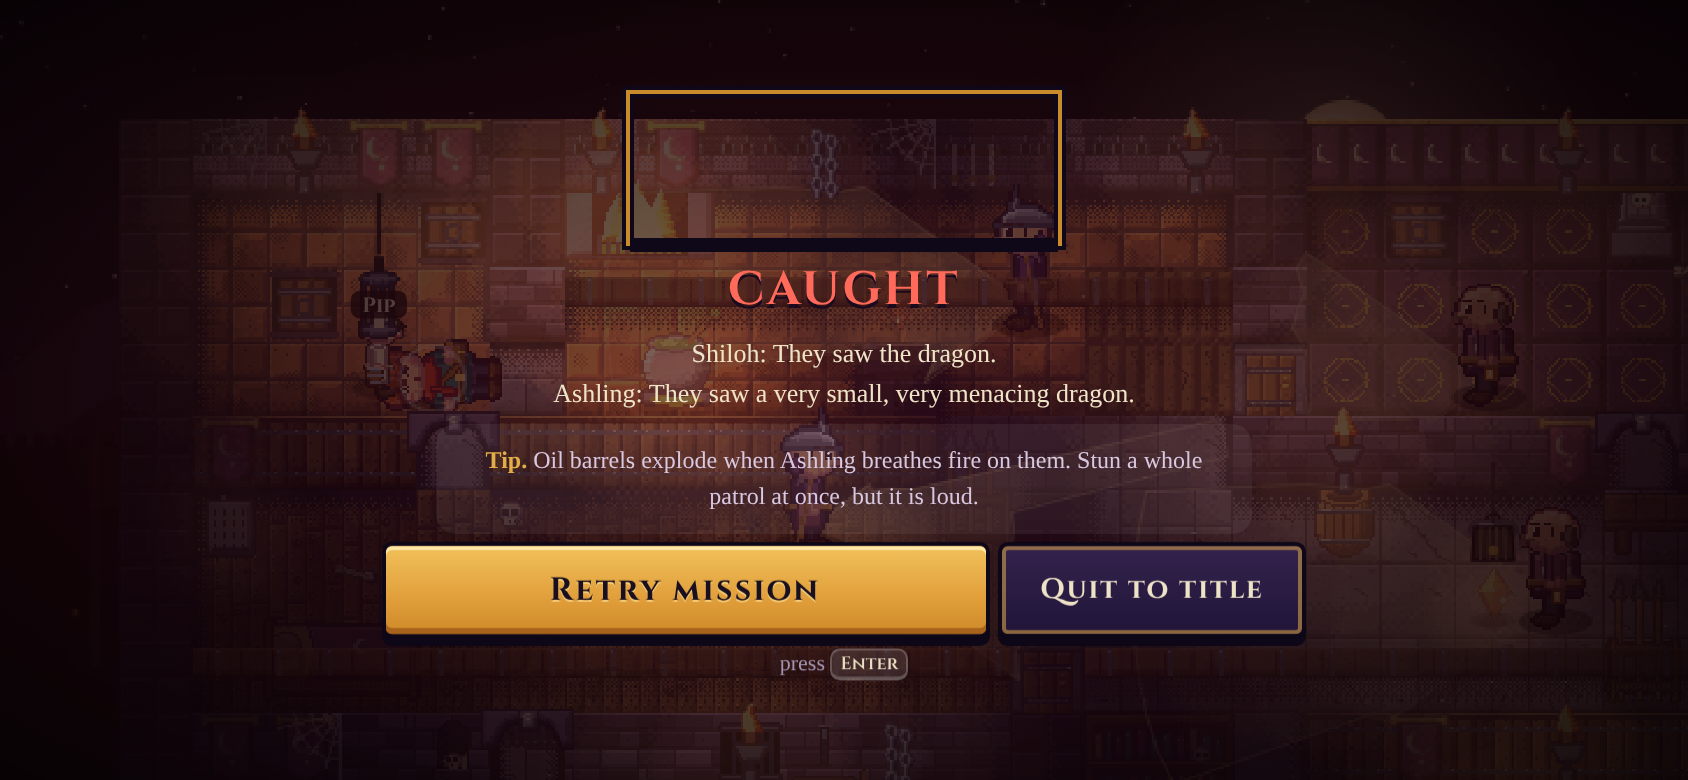 Pip
CAUGHT
Shiloh: They saw the dragon.
Ashling: They saw a very small, very menacing dragon.
Tip. Oil barrels explode when Ashling breathes fire on them. Stun a whole
patrol at once, but it is loud.
Retry mission
Quit to title
press Enter